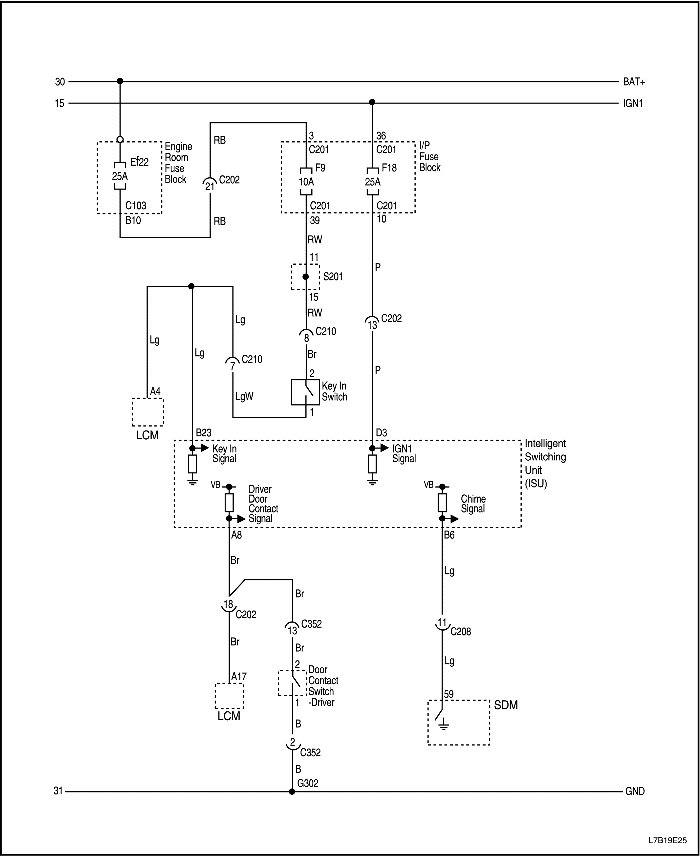 30 BAT+
15 IGN1
3 36
RB
C201 C201
Engine
Room
Fuse
Block
I/P
Fuse
Block
Ef22
25A
F9
10A
F18
25A
21 C202
C103
B10
C201 C201
39 10
RB
RW
11
P
S201
15
RW
13 C202
8 C210
Lg
Lg
Lg
7 C210
Br
P
2
Key In
Switch
1
LgW
A4
LCM
B23
D3
Key In
Signal
IGN1
Signal
Intelligent
Switching
Unit
(ISU)
VB
Driver
Door
Contact
Signal
VB
Chime
Signal
A8
B6
Br
Lg
Br
18 C202
13 C352
11 C208
Br
Br
Lg
A17
LCM
2
Door
Contact
Switch
-Driver
1
59
SDM
B
2 C352
B
G302
31 GND
L7B19E25